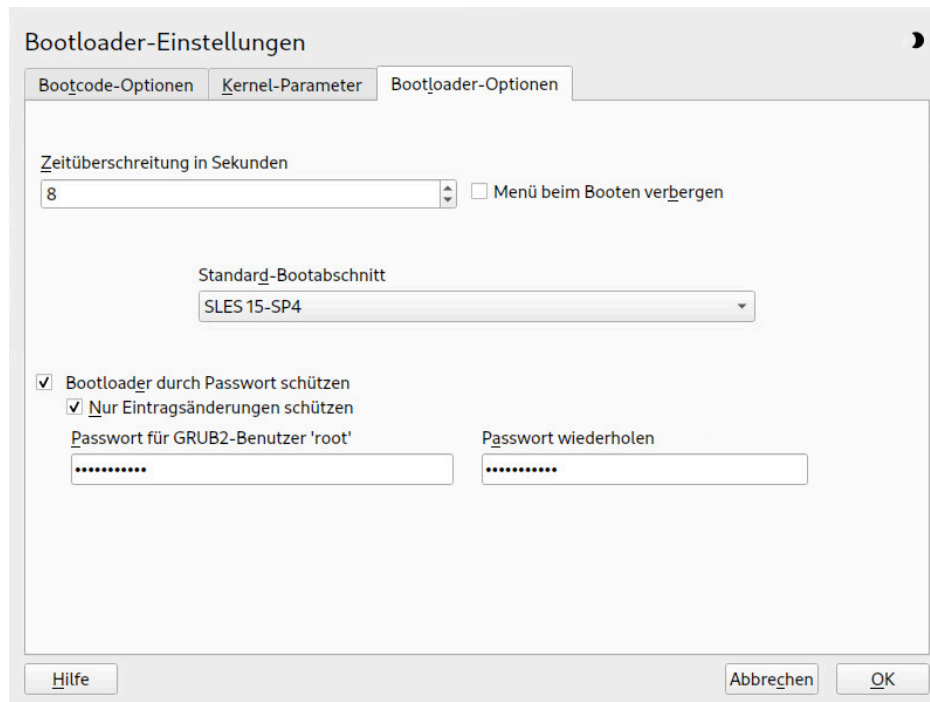 Bootloader-Einstellungen
Bootcode-Optionen Kernel-Parameter Bootloader-Optionen
Zeitüberschreitung in Sekunden
8 Menü beim Booten verbergen
Standard-Bootabschnitt
SLES 15-SP4
Bootloader durch Passwort schützen
Nur Eintragsänderungen schützen
Passwort für GRUB2-Benutzer 'root' Passwort wiederholen
••••••••••• •••••••••••
Hilfe Abbrechen OK